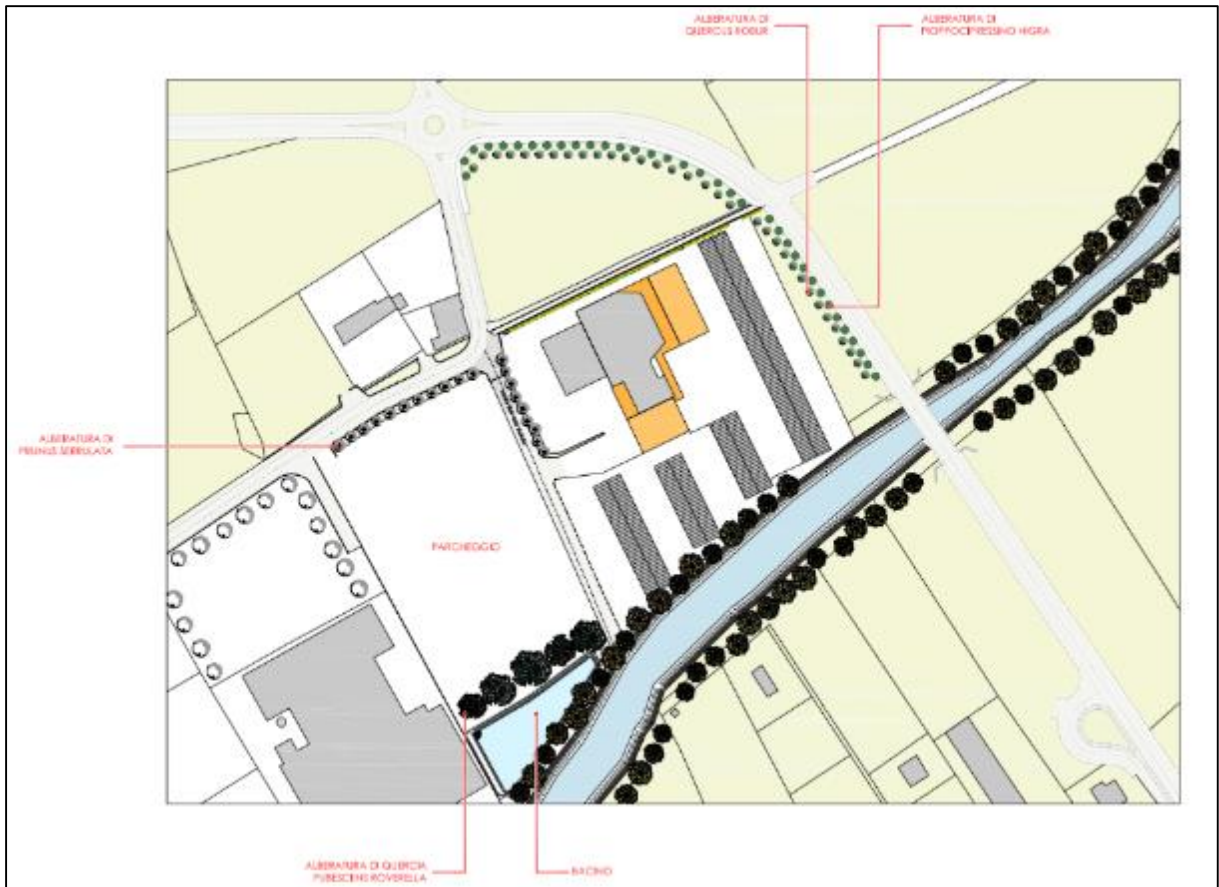 ALBERATURA DI
QUERCUS ROBUR
ALBERATURA DI
PIOPPOCIPRESSINO NIGRA
ALBERATURA DI
PRUNUS SERRULATA
PARCHEGGIO
ALBERATURA DI QUERCIA
PUBESCENS ROVERELLA
BACINO